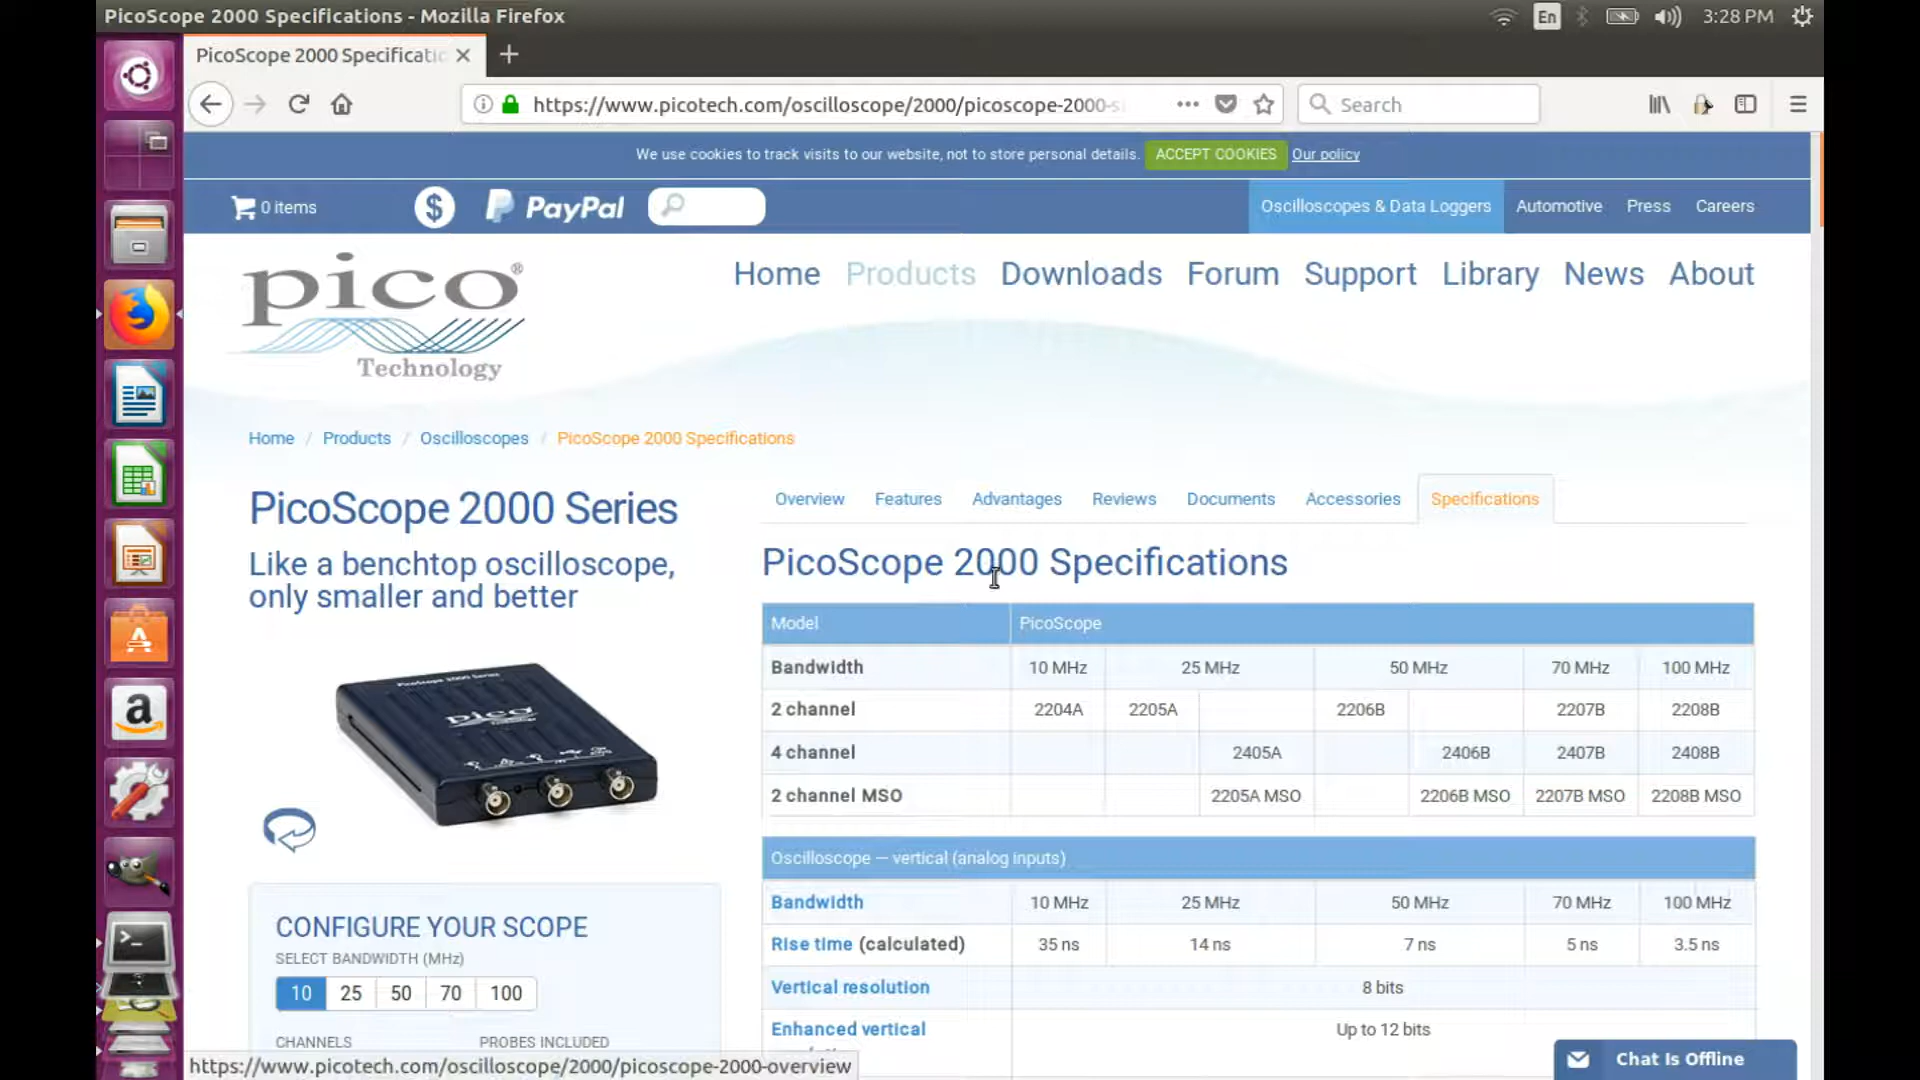 PicoScope 2000 Specifications - Mozilla Firefox
En
3:28 PM
PicoScope 2000 Specificatio
https://www.picotech.com/oscilloscope/2000/picoscope-2000-s
Search
We use cookies to track visits to our website, not to store personal details.
ACCEPT COOKIES
Our policy
0 items
$
PayPal
Oscilloscopes & Data Loggers
Automotive
Press
Careers
pico®
Technology
Home Products Downloads Forum Support Library News About
Home / Products / Oscilloscopes / PicoScope 2000 Specifications
PicoScope 2000 Series
Like a benchtop oscilloscope,
only smaller and better
PicoScope 2000 Series
pico
Technology
CONFIGURE YOUR SCOPE
SELECT BANDWIDTH (MHz)
10 25 50 70 100
CHANNELS PROBES INCLUDED
Overview Features Advantages Reviews Documents Accessories Specifications
PicoScope 2000 Specifications
Model PicoScope
Bandwidth 10 MHz 25 MHz 50 MHz 70 MHz 100 MHz
2 channel 2204A 2205A 2206B 2207B 2208B
4 channel 2405A 2406B 2407B 2408B
2 channel MSO 2205A MSO 2206B MSO 2207B MSO 2208B MSO
Oscilloscope — vertical (analog inputs)
Bandwidth 10 MHz 25 MHz 50 MHz 70 MHz 100 MHz
Rise time (calculated) 35 ns 14 ns 7 ns 5 ns 3.5 ns
Vertical resolution 8 bits
Enhanced vertical Up to 12 bits
https://www.picotech.com/oscilloscope/2000/picoscope-2000-overview
Chat Is Offline